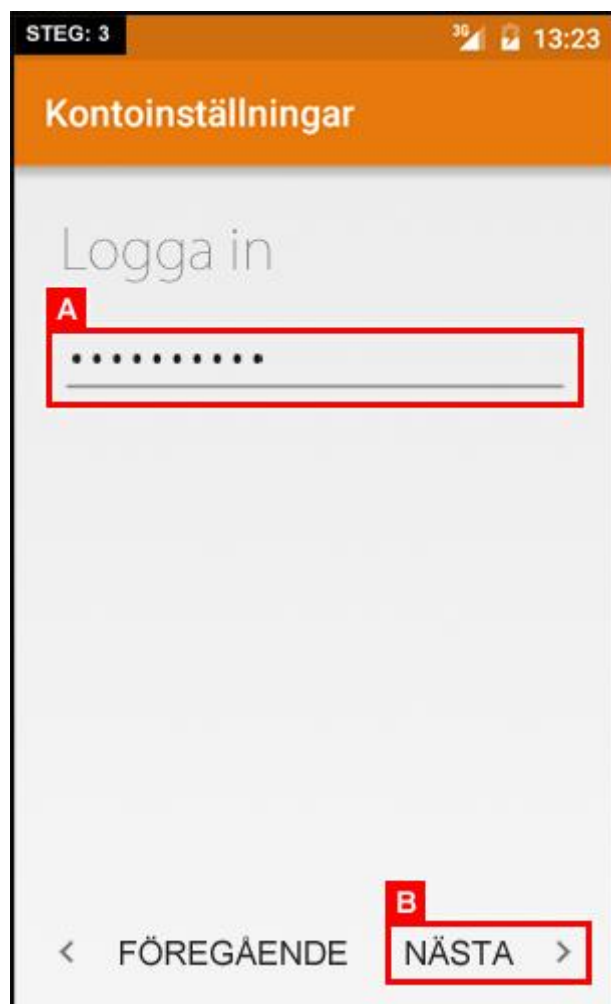 STEG: 3
3G 13:23
Kontoinställningar
Logga in
A
••••••••••
B
< FÖREGÅENDE NÄSTA >